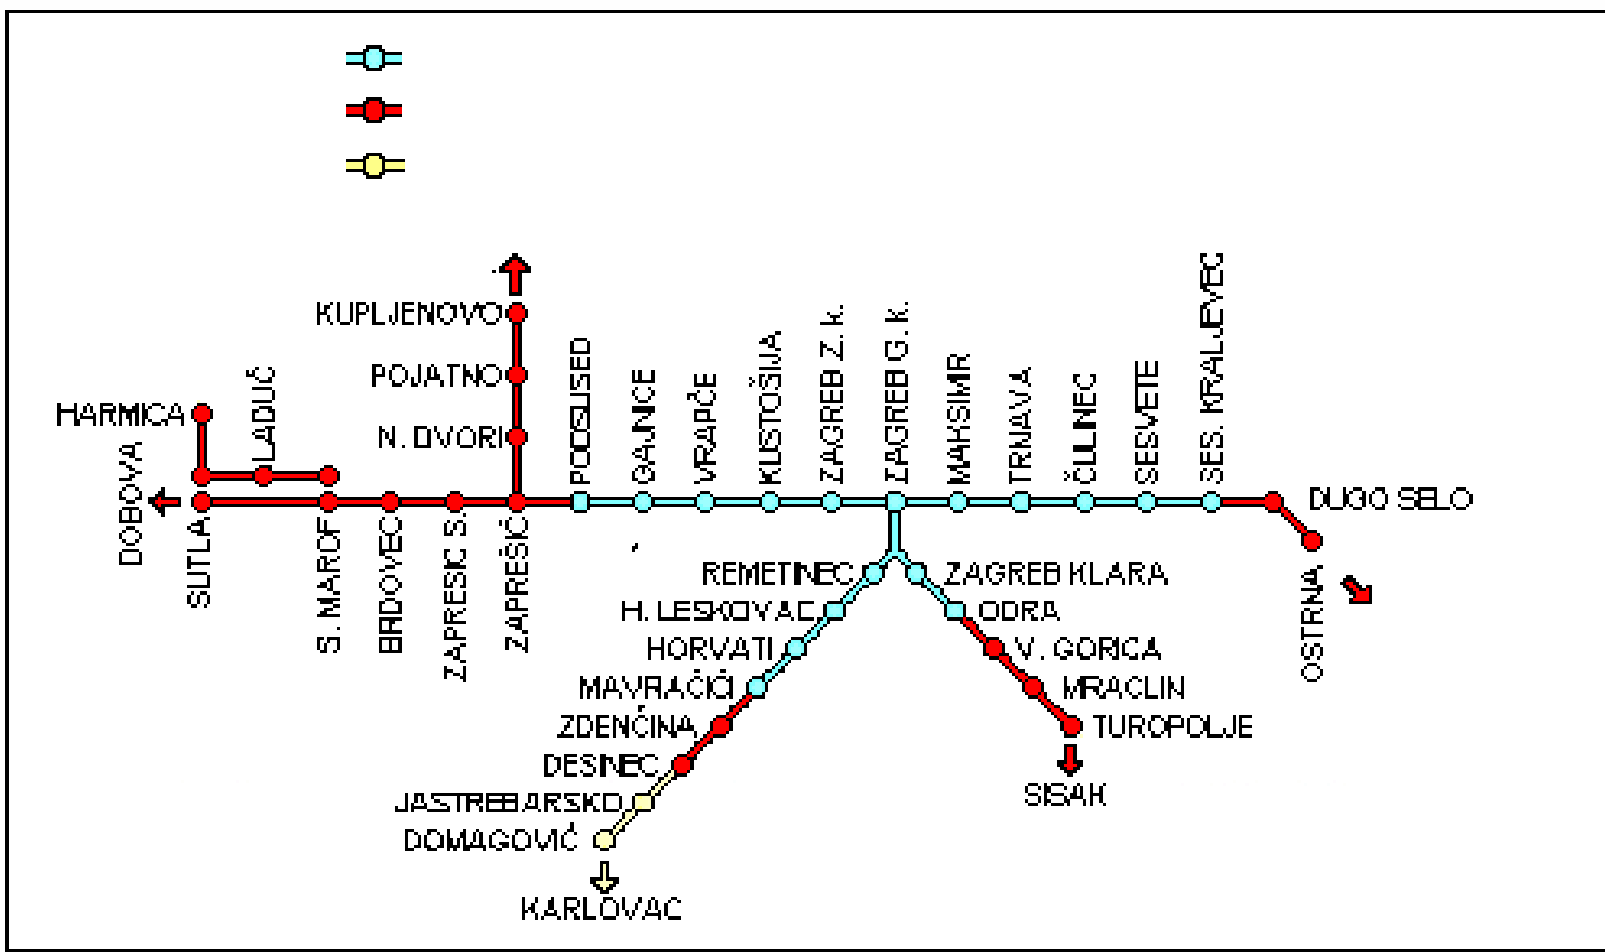 KUPLJENOVO
POJATNO
N. DVORI
HARMICA
LADUČ
DOBOVA
SUTLA
S. MAROF
BRDOVEC
ZAPRESIC S.
ZAPREŠIĆ
PODSUSED
GAJNICE
VRAPČE
KUSTOŠIJA
ZAGREB Z. k.
ZAGREB G. k.
MAKSIMIR
TRNAVA
ČULINEC
SESVETE
SES. KRALJEVEC
DUGO SELO
OSTRNA
REMETINEC
H. LESKOVAC
HORVATI
MAVRAČIĆI
ZDENČINA
DESINEC
JASTREBARSKO
DOMAGOVIĆ
KARLOVAC
ZAGREB KLARA
ODRA
V. GORICA
MRACLIN
TUROPOLJE
SISAK